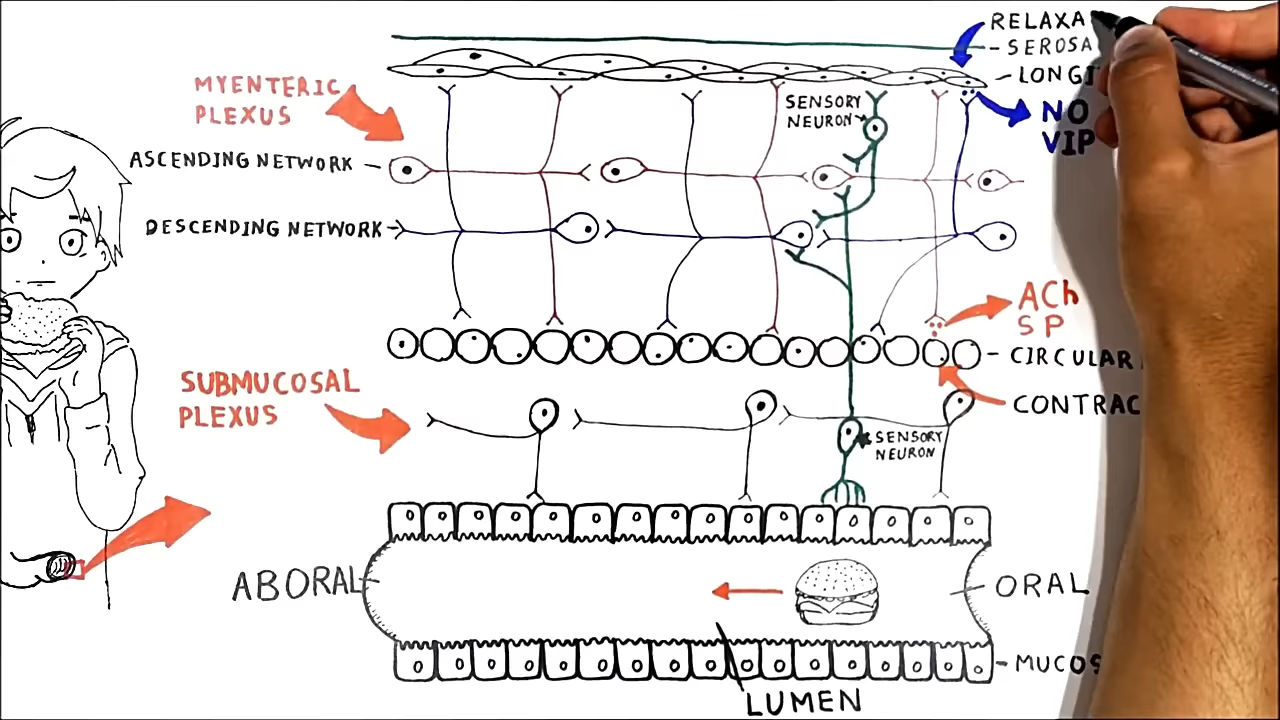 RELAXA
SEROSA
LONGI
MYENTERIC
PLEXUS
SENSORY
NEURON
NO
VIP
ASCENDING NETWORK
DESCENDING NETWORK
ACh
SP
CIRCULAR
SUBMUCOSAL
PLEXUS
CONTRAC
SENSORY
NEURON
ABORAL
ORAL
MUCOS
LUMEN